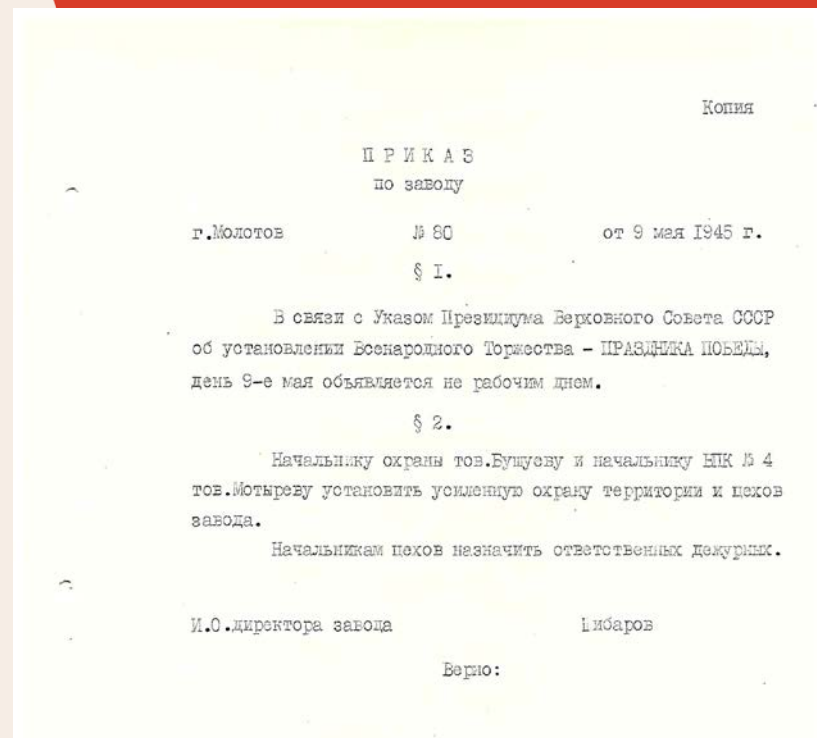 Копия
ПРИКАЗ
по заводу
г.Молотов № 80 от 9 мая 1945 г.
§ I.
В связи с Указом Президиума Верховного Совета СССР
об установлении Всенародного Торжества - ПРАЗДНИКА ПОБЕДЫ,
день 9-е мая объявляется не рабочим днем.
§ 2.
Начальнику охраны тов.Бушуеву и начальнику № 4
тов.Мотыреву установить усиленную охрану территории и цехов
завода.
Начальникам цехов назначить ответственных дежурных.
И.О.директора завода
Верно: